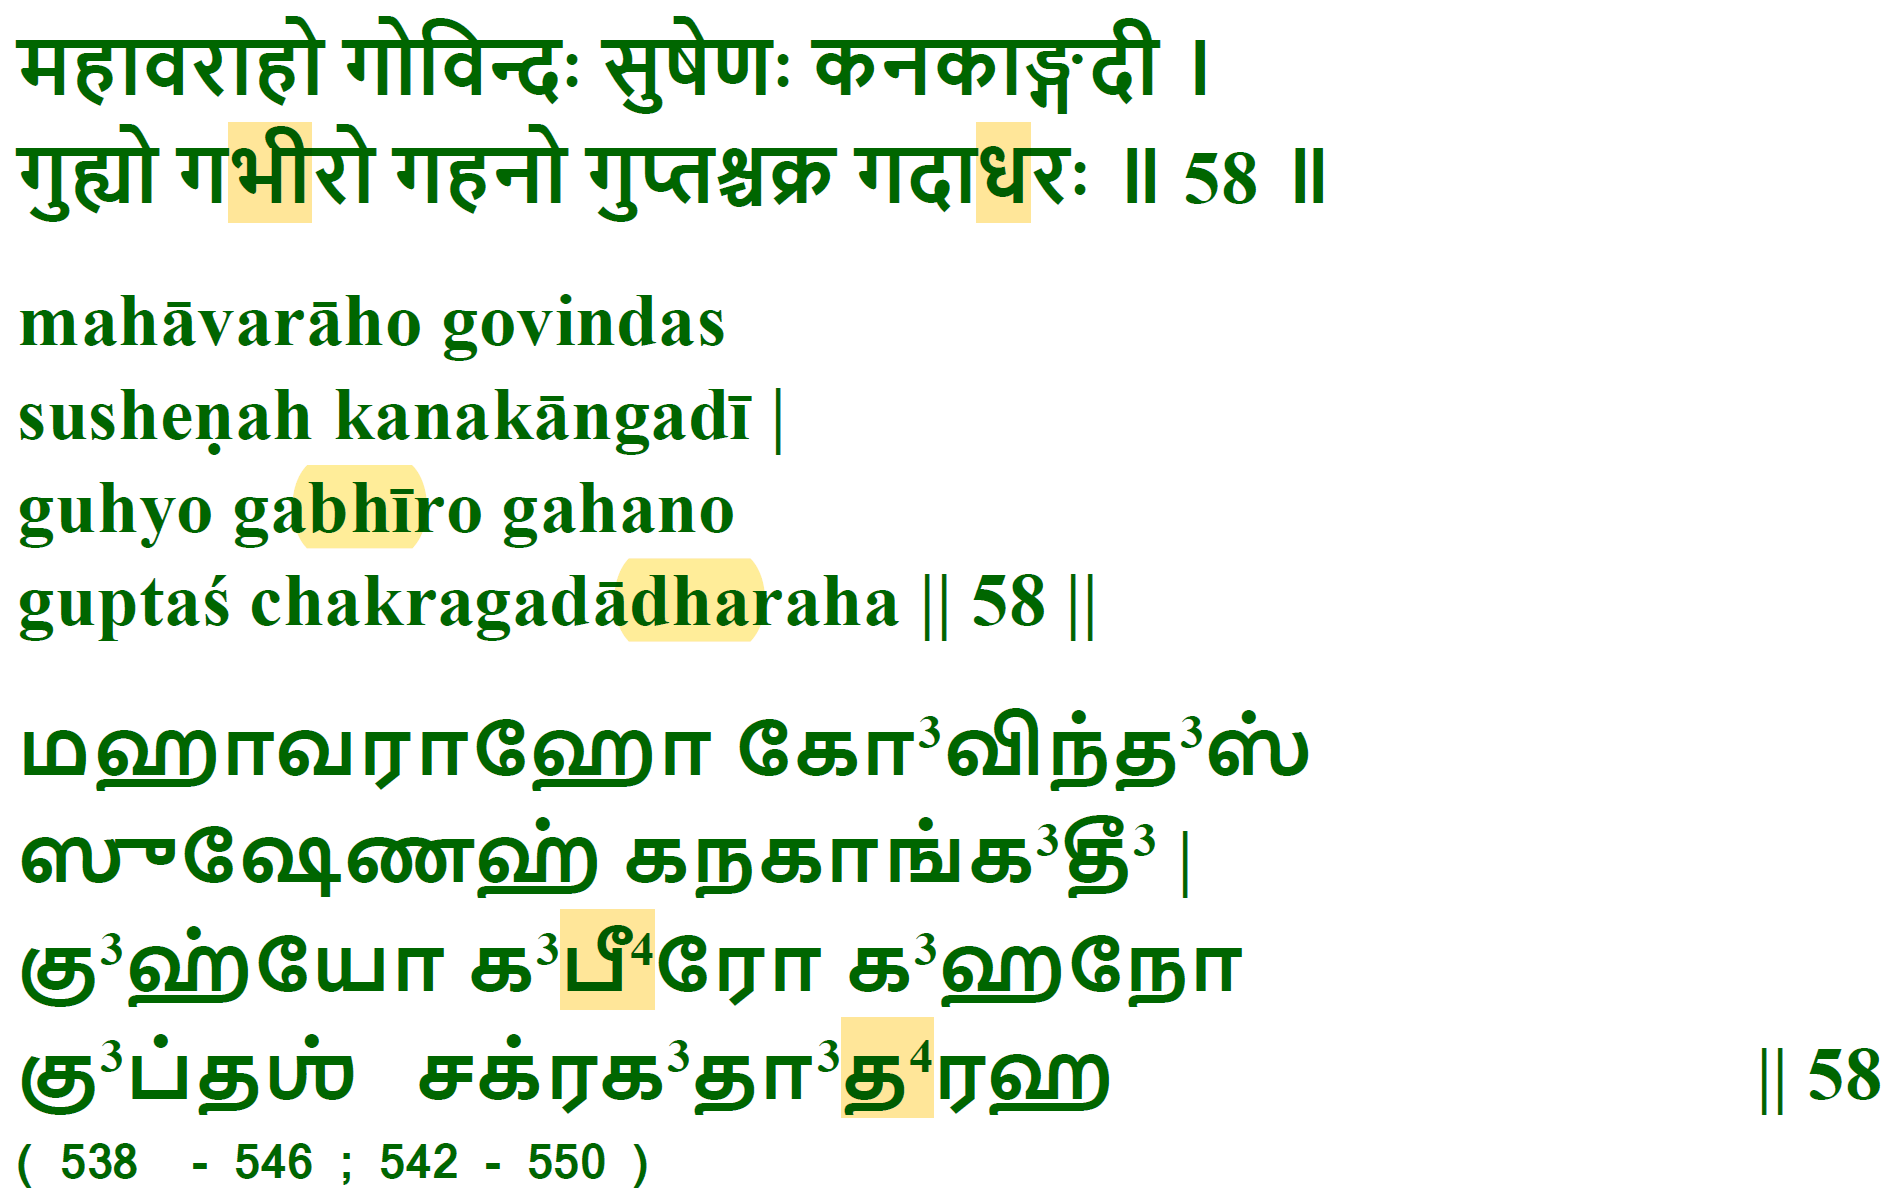 महावराहो गोविन्दः सुषेणः कनकाङ्गदी ।
गुह्यो गभीरो गहनो गुप्तश्चक्र गदाधरः ॥ 58 ॥
mahāvarāho govindas
susheṇah kanakāngadī |
guhyo gabhīro gahano
guptaś chakragadādharaha || 58 ||
மஹாவராஹோ கோ³விந்த³ஸ்
ஸுஷேணஹ் கநகாங்க³தீ³ |
கு³ஹ்யோ க³பீ⁴ரோ க³ஹநோ
கு³ப்தஶ் சக்ரக³தா³த⁴ரஹ || 58
( 538 - 546 ; 542 - 550 )